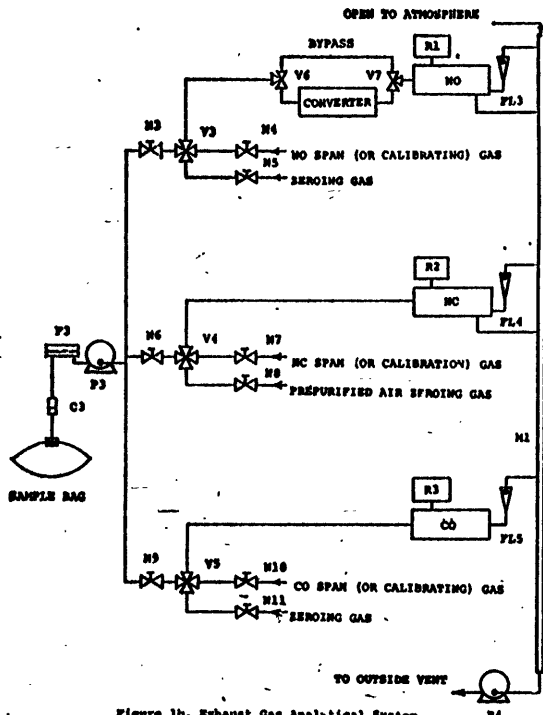 OPEN TO ATMOSPHERE
BYPASS
R1
V6
V7
NO
CONVERTER
FL3
N3
V3
N4
NO SPAN (OR CALIBRATING) GAS
N5
ZEROING GAS
R2
HC
FL4
F3
P3
N6
V4
N7
HC SPAN (OR CALIBRATION) GAS
N8
PREPURIFIED AIR ZEROING GAS
C3
M1
SAMPLE BAG
R3
CO
FL5
N9
V5
N10
CO SPAN (OR CALIBRATING) GAS
N11
ZEROING GAS
TO OUTSIDE VENT
P4
Figure 1b. Exhaust Gas Analytical System